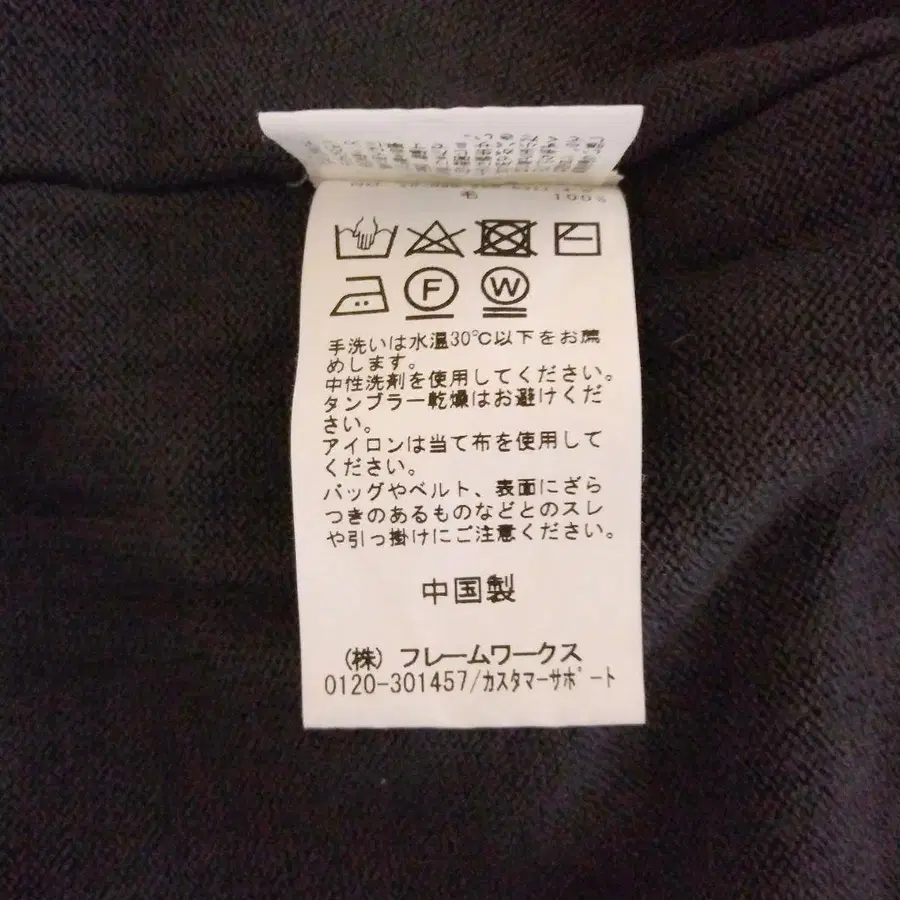 毛 100%
手洗いは水温30℃以下をお薦
めします。
中性洗剤を使用してください。
タンブラー乾燥はお避けくだ
さい。
アイロンは当て布を使用して
ください。
バッグやベルト、表面にざら
つきのあるものなどとのスレ
や引っ掛けにご注意ください。
中国製
(株) フレームワークス
0120-301457/カスタマーサポート